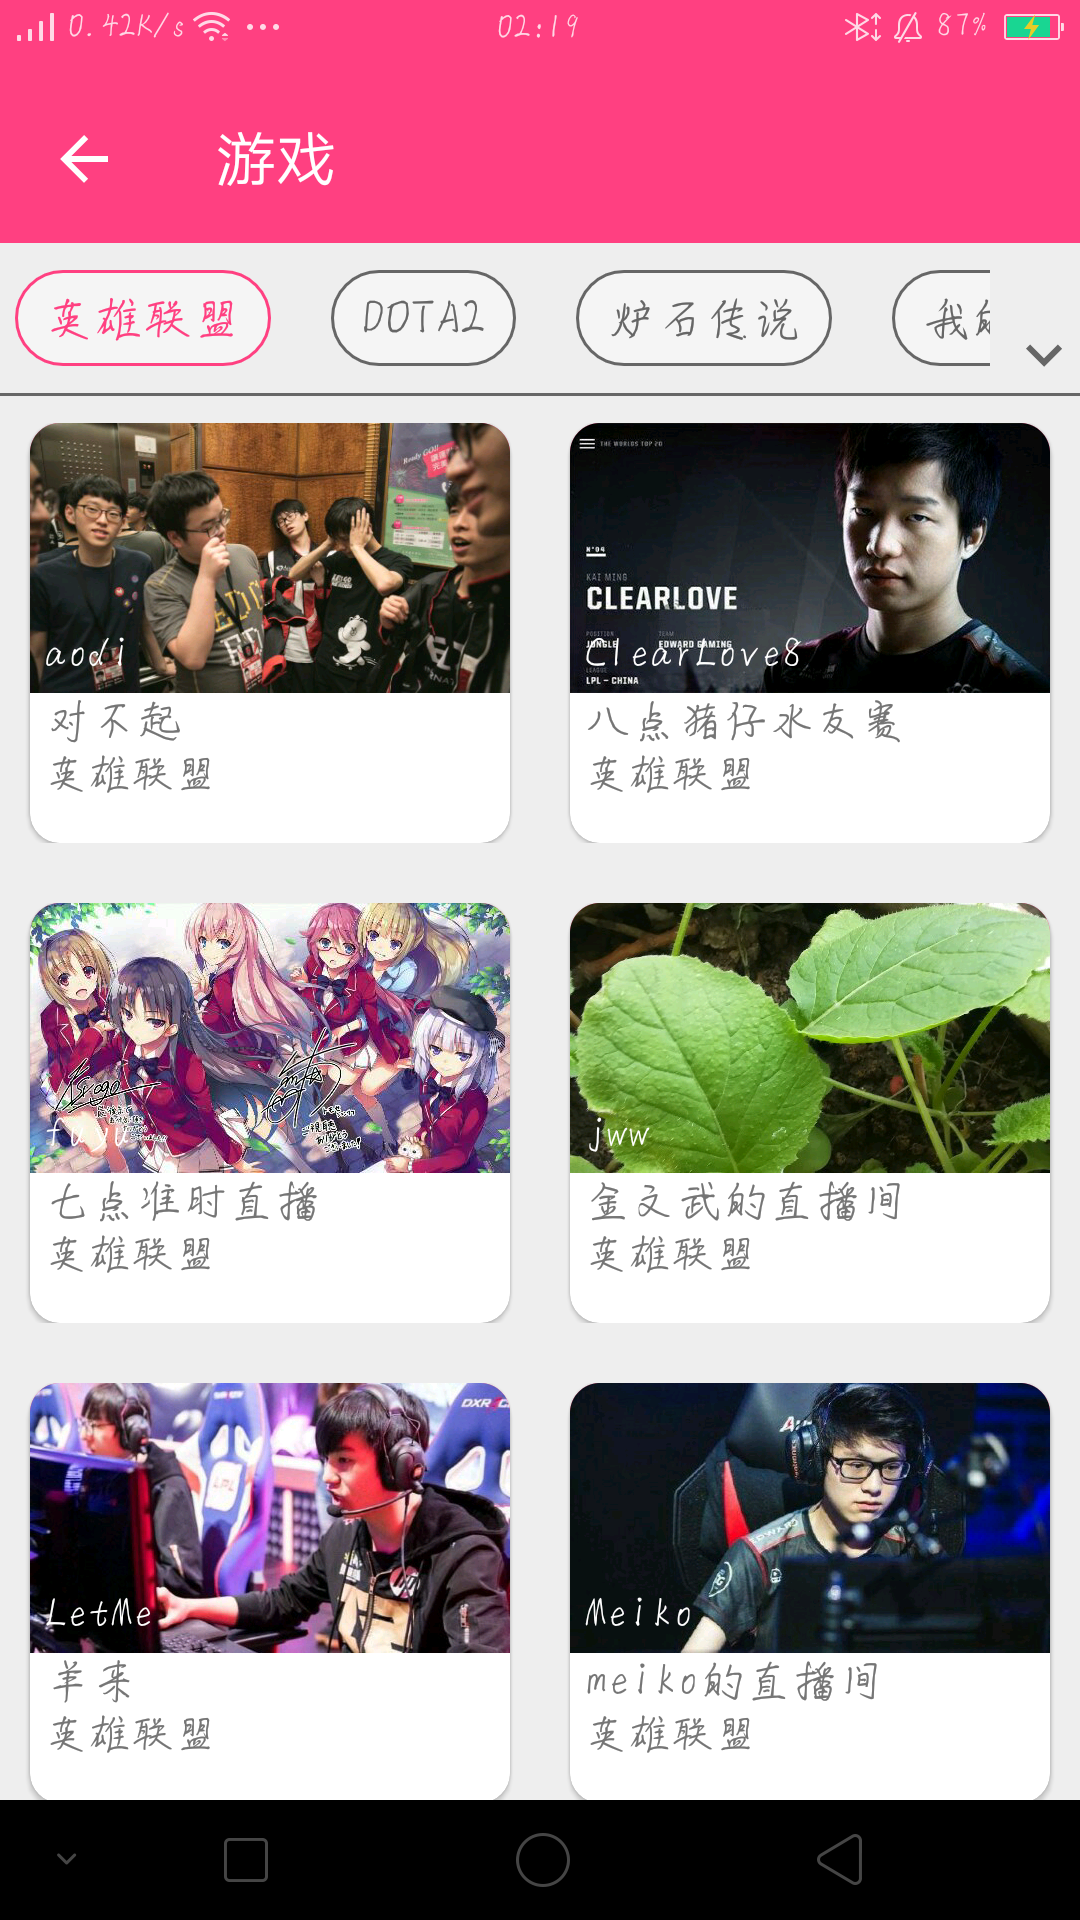 0.42K/s
02:19
87%
游戏
英雄联盟
DOTA2
炉石传说
我的
Ready GO!!
THE WORLDS TOP 20
N°04
KAI MING
CLEARLOVE
POSITION
TEAM
JUNGLE
EDWARD GAMING
LEAGUE
LPL - CHINA
aodi
ClearLove8
对不起
英雄联盟
八点猪仔水友赛
英雄联盟
fuyu
jww
七点准时直播
英雄联盟
金文武的直播间
英雄联盟
LPL
LetMe
Meiko
羊来
英雄联盟
meiko的直播间
英雄联盟